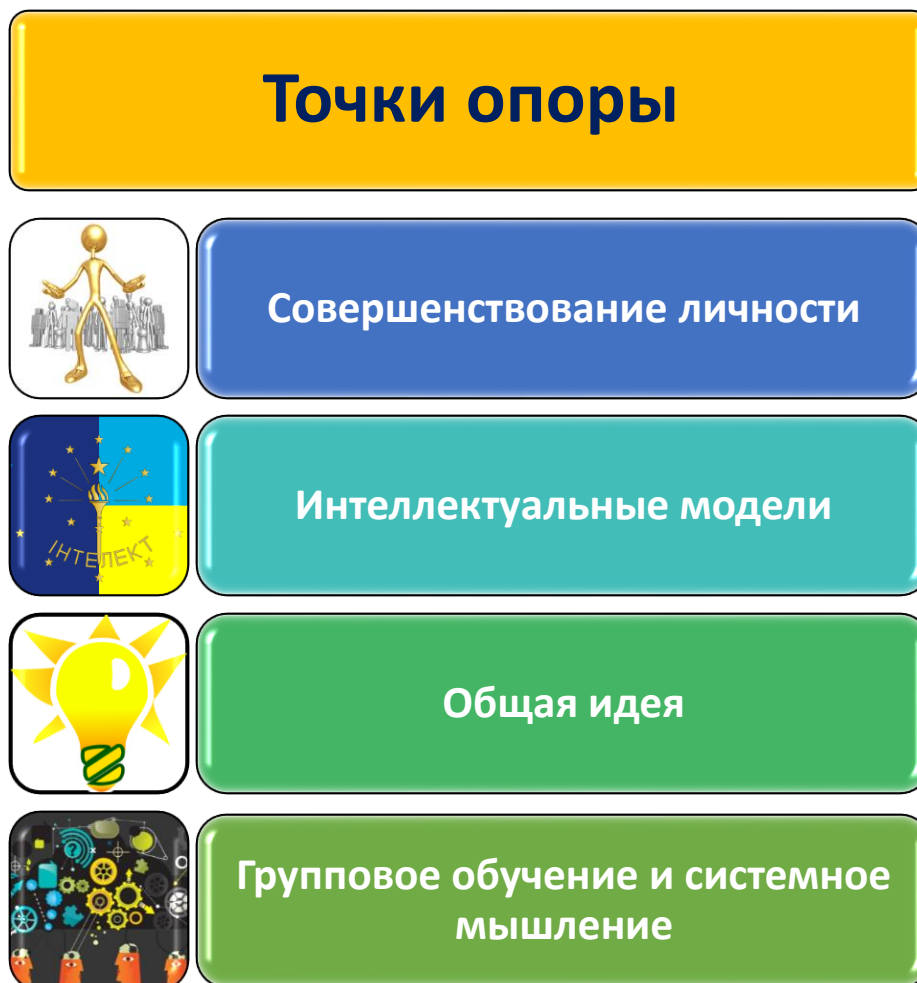 Точки опоры
Совершенствование личности
ІНТЕЛЕКТ
Интеллектуальные модели
Общая идея
?
Групповое обучение и системное
мышление